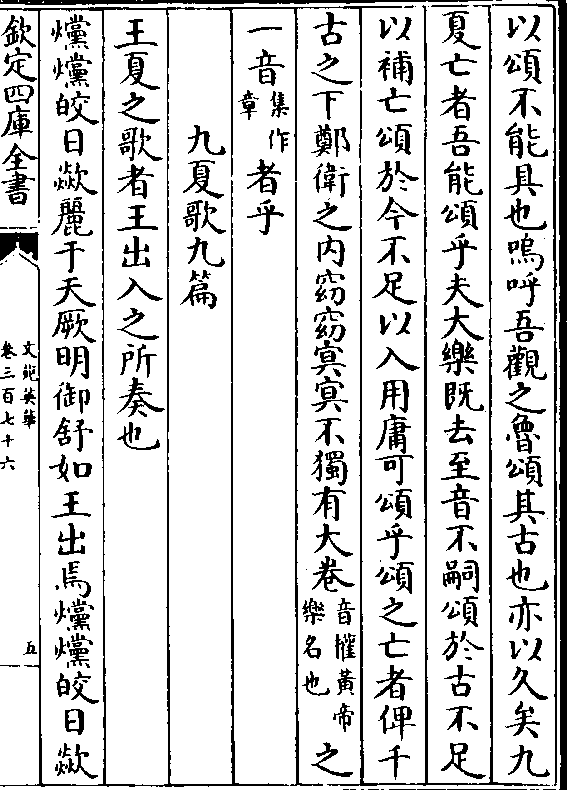 以頌不能具也嗚呼吾觀之魯頌其古也亦以久矣九
夏亡者吾能頌乎夫大樂既去至音不嗣頌於古不足
以補亡頌於今不足以入用庸可頌乎頌之亡者俾千
古之下鄭衛之内窈窈冥冥不獨有大卷音權黃帝樂名也之
一音集作章者乎
九夏歌九篇
王夏之歌者王出入之所奏也
爣爣皎日歘麗于天厥明御舒如王出焉爣爣皎日歘
欽定四庫全書
文苑英華
卷三百七十六
五